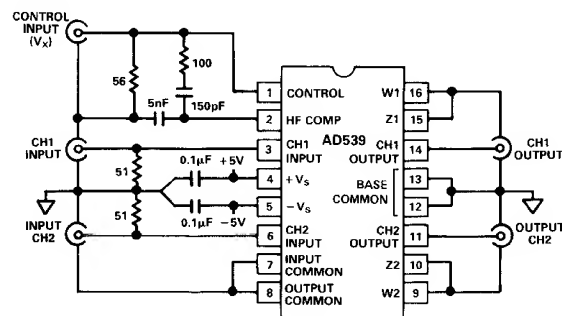 CONTROL
INPUT
(VX)
56
100
5nF
150pF
CH1
INPUT
51
0.1µF +5V
51
0.1µF −5V
INPUT
CH2
1 CONTROL
2 HF COMP
3 CH1
INPUT
4 +VS
5 −VS
6 CH2
INPUT
7 INPUT
COMMON
8 OUTPUT
COMMON
AD539
W1 16
Z1 15
CH1
OUTPUT 14
BASE
COMMON
13
12
CH2
OUTPUT 11
Z2 10
W2 9
CH1
OUTPUT
OUTPUT
CH2